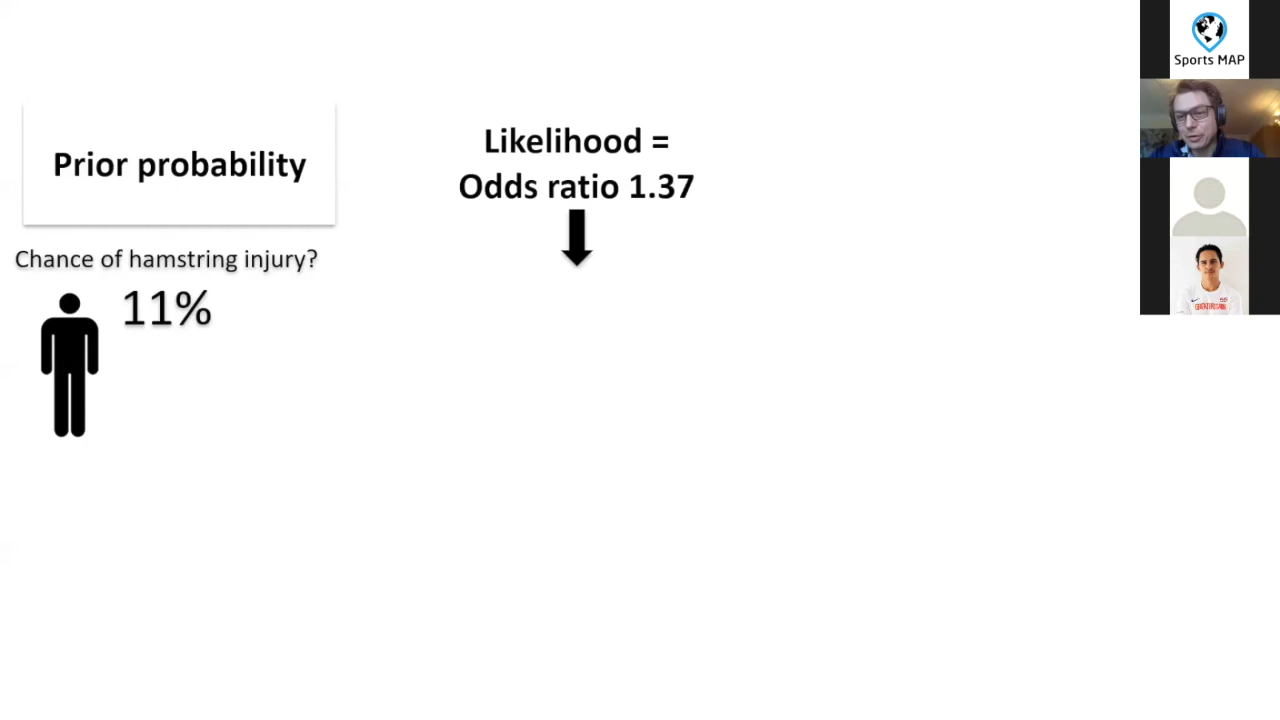 Prior probability
Chance of hamstring injury?
11%
Likelihood =
Odds ratio 1.37
Sports MAP